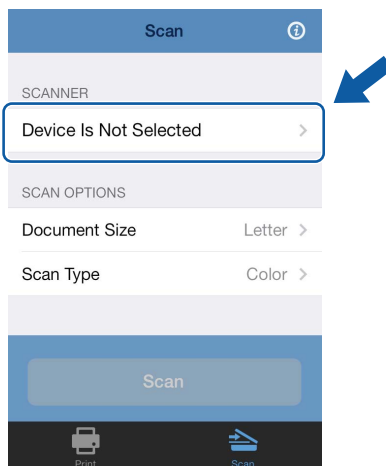 Scan
SCANNER
Device Is Not Selected
SCAN OPTIONS
Document Size Letter
Scan Type Color
Scan
Print Scan